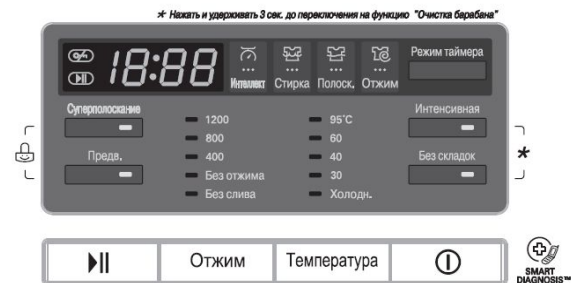 * Нажать и удерживать 3 сек. до переключения на функцию "Очистка барабана"
18:88
Режим таймера
Интеллект Стирка Полоск. Отжим
Суперполоскание
Интенсивная
1200 95°C
800 60
Предв.
Без складок
*
400 40
Без отжима 30
Без слива Холодн.
Отжим Температура
SMART
DIAGNOSIS™